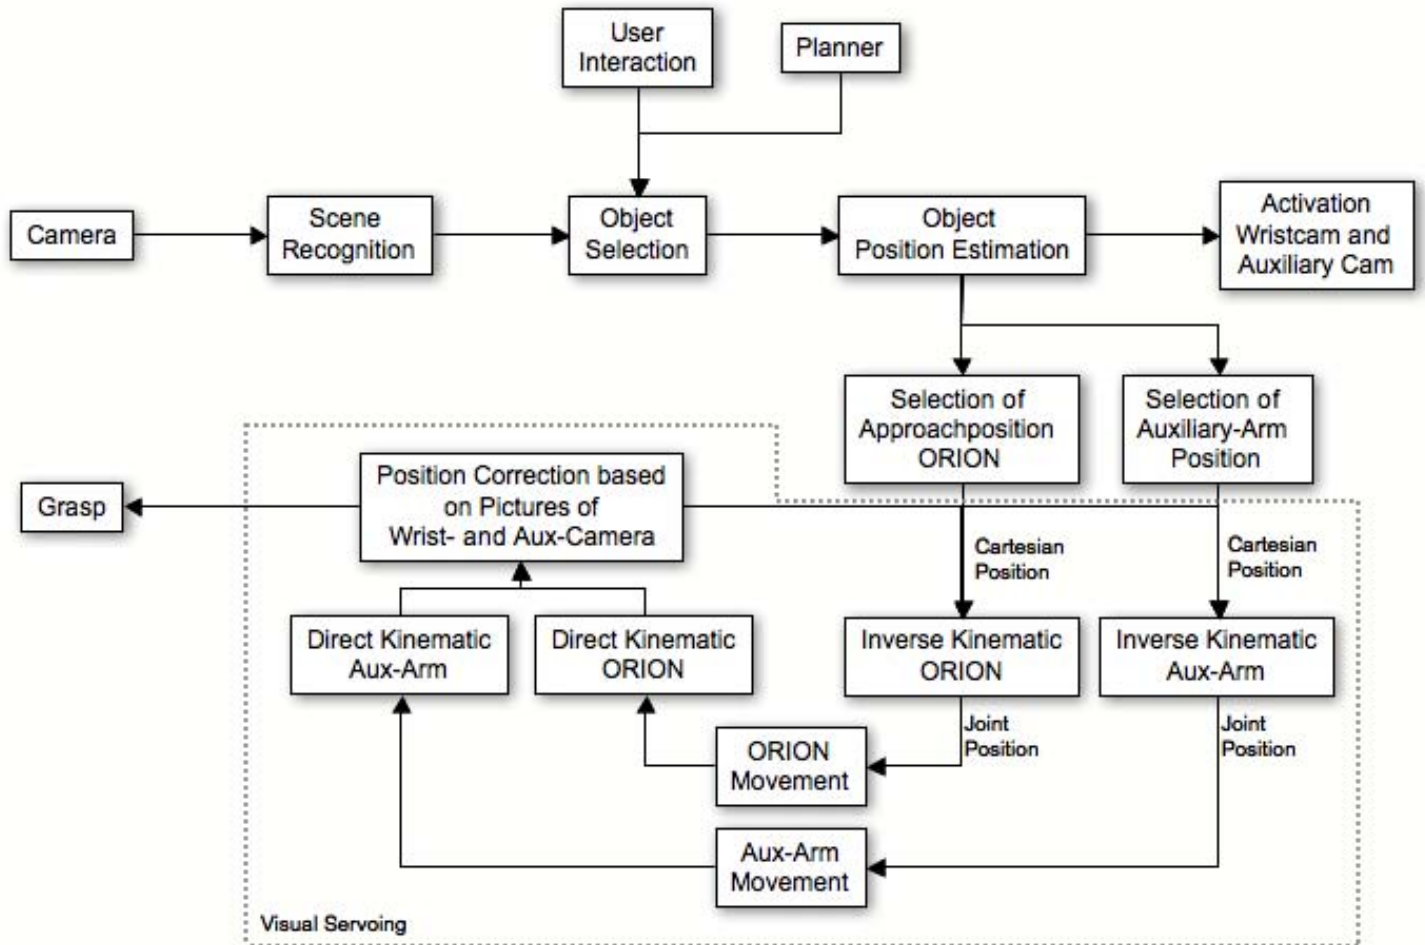 User
Interaction
Planner
Camera
Scene
Recognition
Object
Selection
Object
Position Estimation
Activation
Wristcam and
Auxiliary Cam
Selection of
Approachposition
ORION
Selection of
Auxiliary-Arm
Position
Grasp
Position Correction based
on Pictures of
Wrist- and Aux-Camera
Cartesian
Position
Cartesian
Position
Direct Kinematic
Aux-Arm
Direct Kinematic
ORION
Inverse Kinematic
ORION
Inverse Kinematic
Aux-Arm
Joint
Position
Joint
Position
ORION
Movement
Aux-Arm
Movement
Visual Servoing